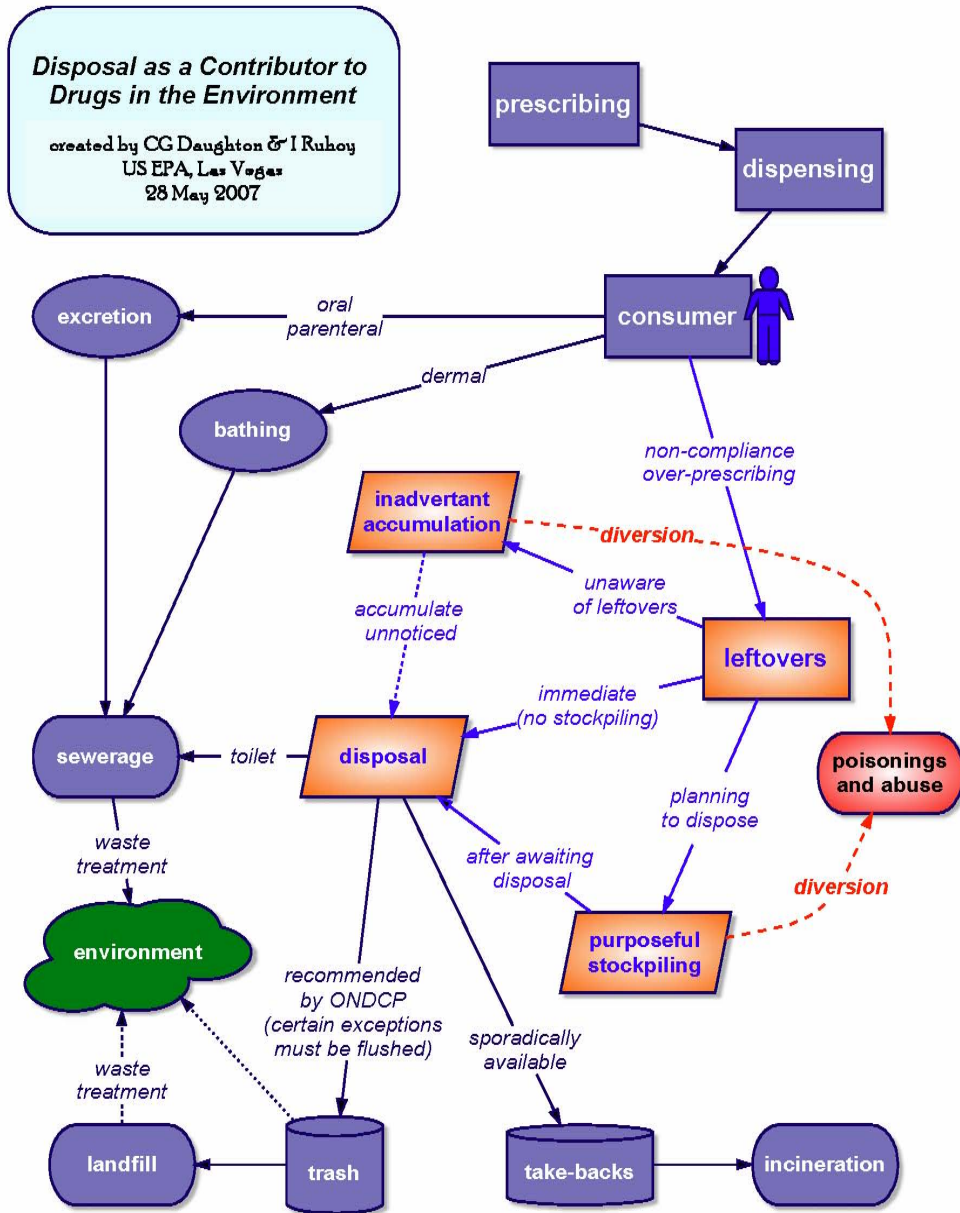 Disposal as a Contributor to
Drugs in the Environment
created by CG Daughton & I Ruhoy
US EPA, Las Vegas
28 May 2007
prescribing
dispensing
consumer
oral
parenteral
excretion
dermal
bathing
non-compliance
over-prescribing
inadvertant
accumulation
diversion
unaware
of leftovers
accumulate
unnoticed
leftovers
immediate
(no stockpiling)
sewerage
toilet
disposal
poisonings
and abuse
planning
to dispose
waste
treatment
after awaiting
disposal
diversion
purposeful
stockpiling
environment
recommended
by ONDCP
(certain exceptions
must be flushed)
sporadically
available
waste
treatment
landfill
trash
take-backs
incineration